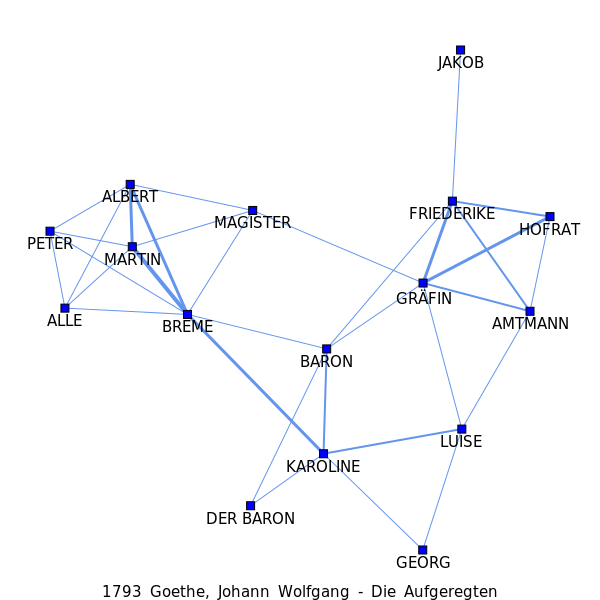 JAKOB
ALBERT
MAGISTER
FRIEDERIKE
HOFRAT
PETER
MARTIN
GRÄFIN
ALLE
BREME
AMTMANN
BARON
LUISE
KAROLINE
DER BARON
GEORG
1793 Goethe, Johann Wolfgang - Die Aufgeregten